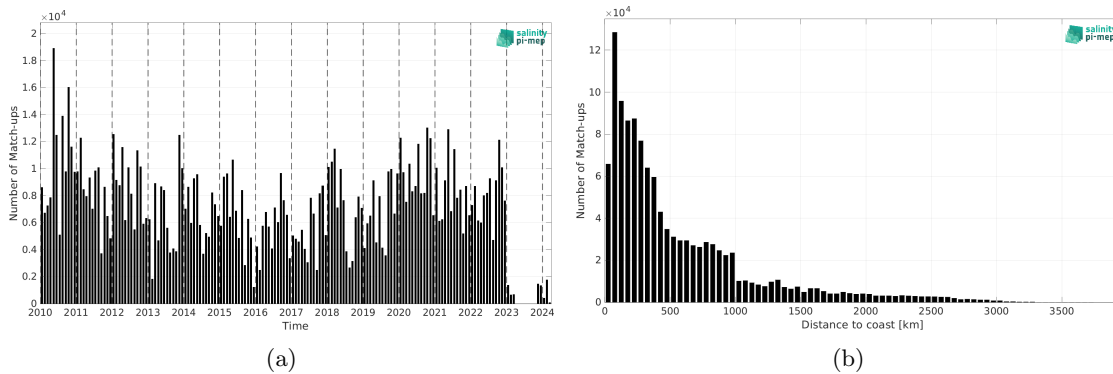 ×10⁴
2
1.8
1.6
1.4
1.2
1
0.8
0.6
0.4
0.2
0
Number of Match-ups
2010 2011 2012 2013 2014 2015 2016 2017 2018 2019 2020 2021 2022 2023 2024
Time
salinity
pi-mep
(a)
×10⁴
12
10
8
6
4
2
0
Number of Match-ups
0 500 1000 1500 2000 2500 3000 3500
Distance to coast [km]
salinity
pi-mep
(b)